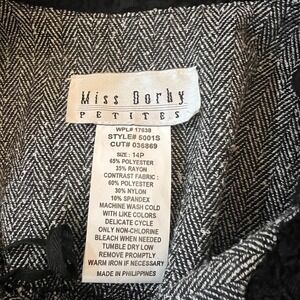 Miss Dorby
PETITES
WPL# 17638
STYLE# 5001S
CUT# 036869
SIZE: 14P
65% POLYESTER
35% RAYON
CONTRAST FABRIC :
60% POLYESTER
30% NYLON
10% SPANDEX
MACHINE WASH COLD
WITH LIKE COLORS
DELICATE CYCLE
ONLY NON-CLORINE
BLEACH WHEN NEEDED
TUMBLE DRY LOW
REMOVE PROMPTLY
WARM IRON IF NECESSARY
MADE IN PHILIPPINES